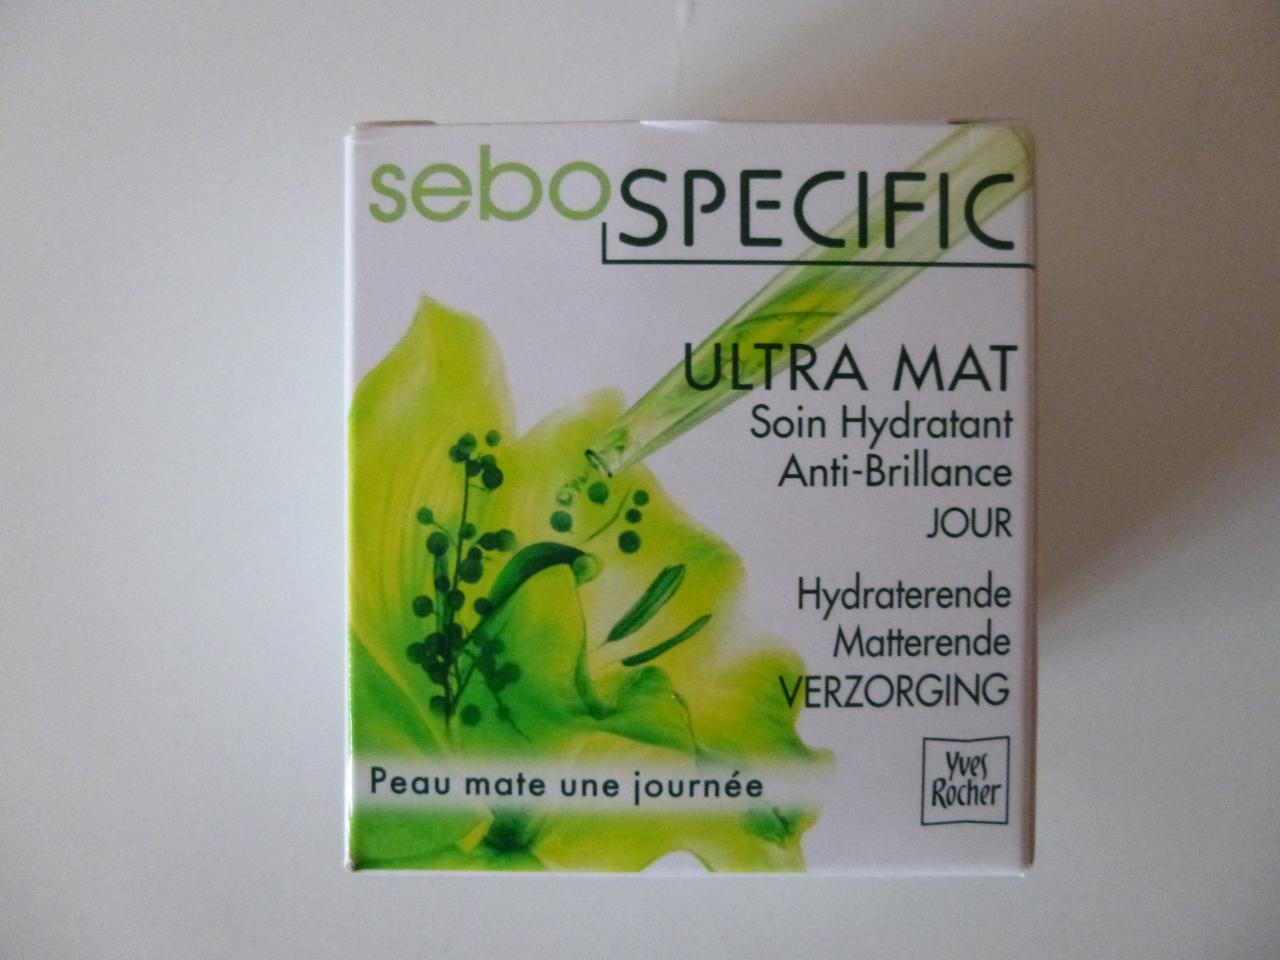 seboSPECIFIC
ULTRA MAT
Soin Hydratant
Anti-Brillance
JOUR
Hydraterende
Matterende
VERZORGING
Peau mate une journée
Yves
Rocher